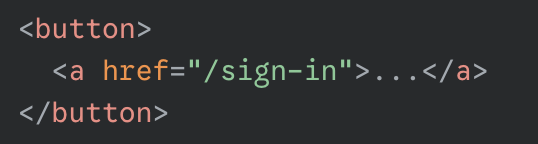 <button>
  <a href="/sign-in">...</a>
</button>